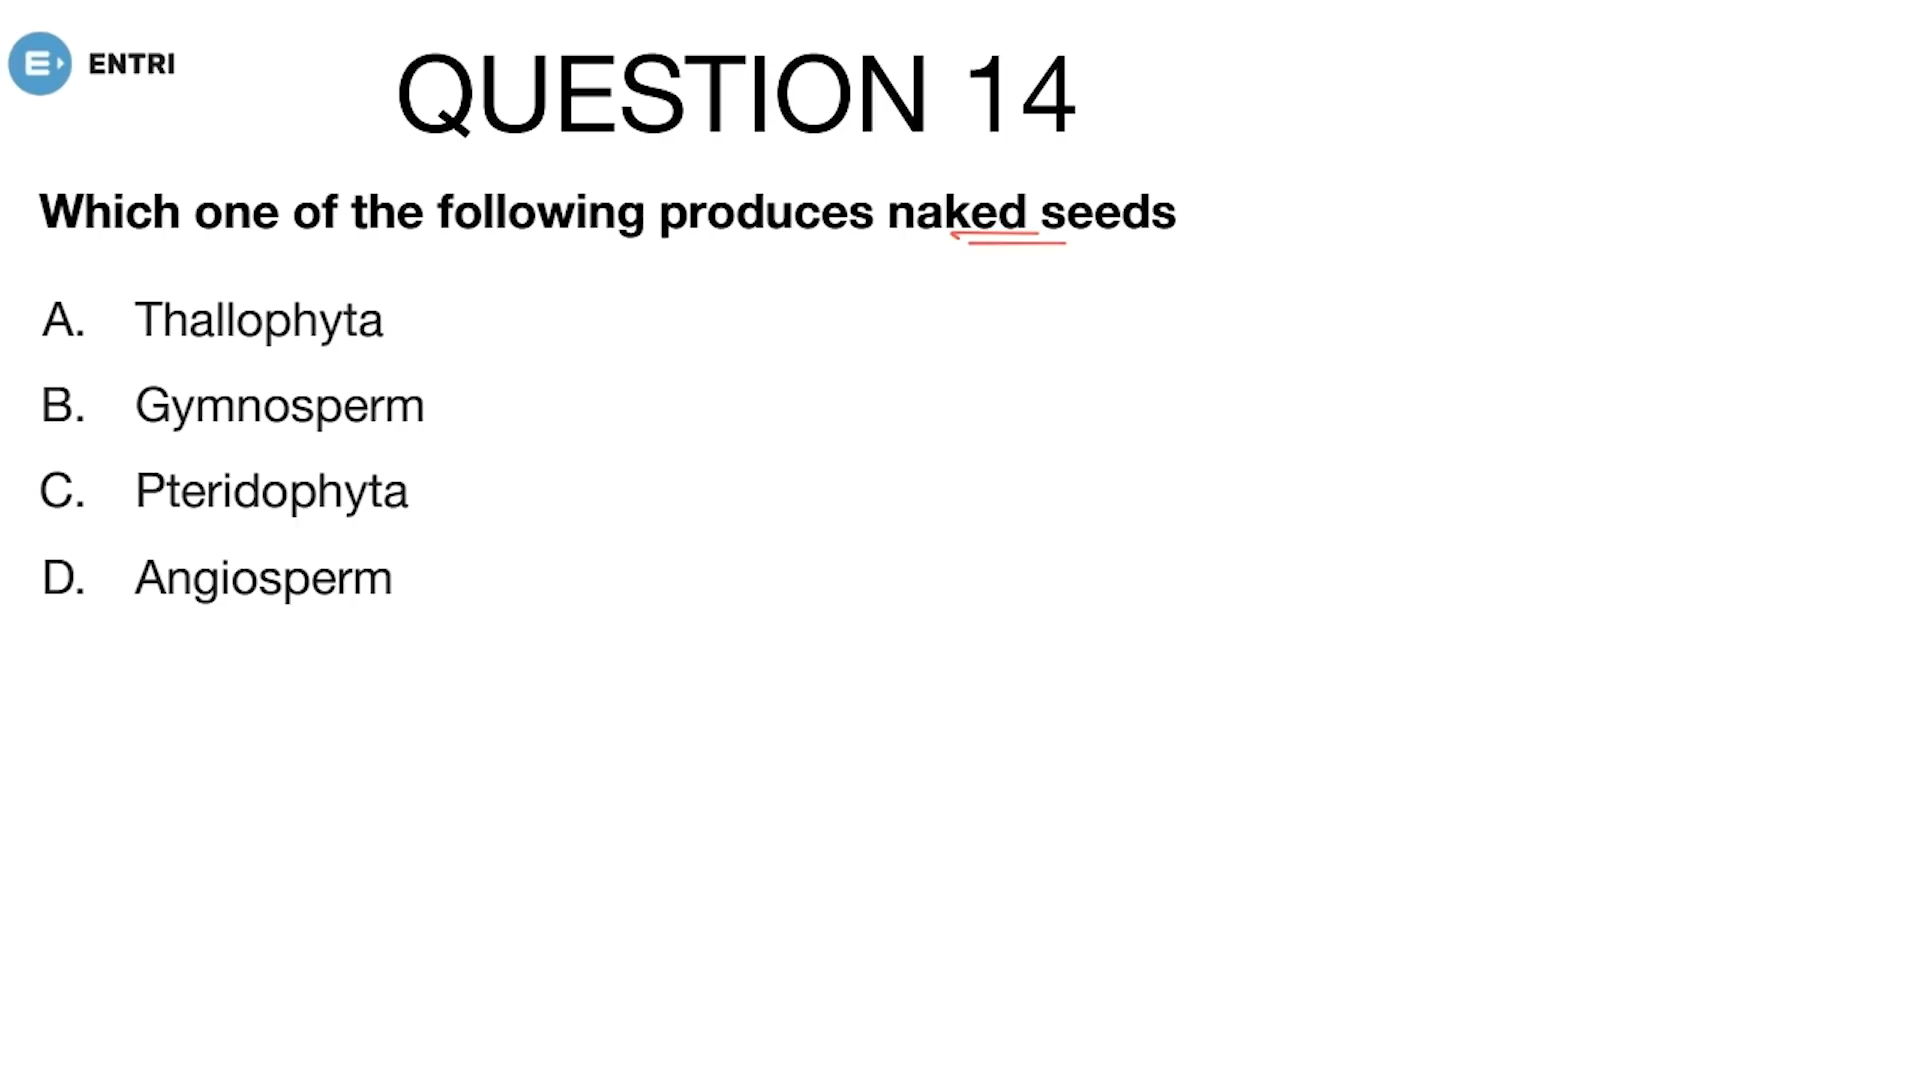 ENTRI
QUESTION 14
Which one of the following produces naked seeds
A. Thallophyta
B. Gymnosperm
C. Pteridophyta
D. Angiosperm